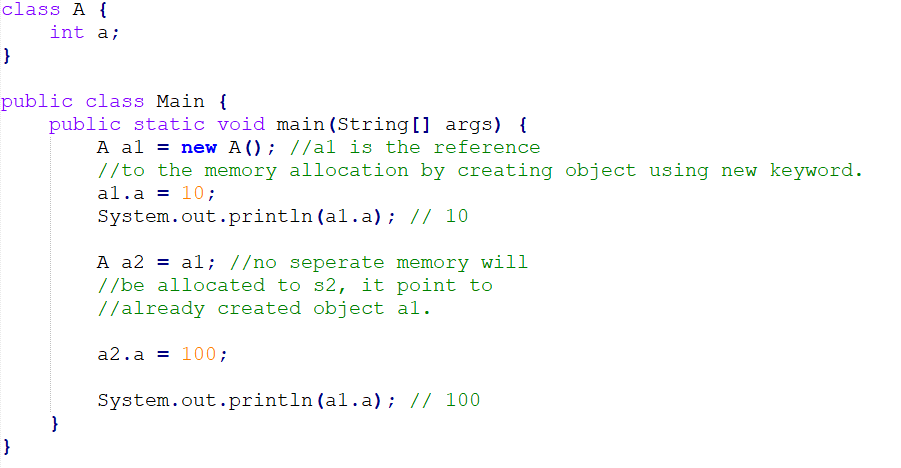 class A {
    int a;
}
public class Main {
    public static void main(String[] args) {
        A a1 = new A(); //a1 is the reference
        //to the memory allocation by creating object using new keyword.
        a1.a = 10;
        System.out.println(a1.a); // 10
        A a2 = a1; //no seperate memory will
        //be allocated to s2, it point to
        //already created object a1.
        a2.a = 100;
        System.out.println(a1.a); // 100
    }
}